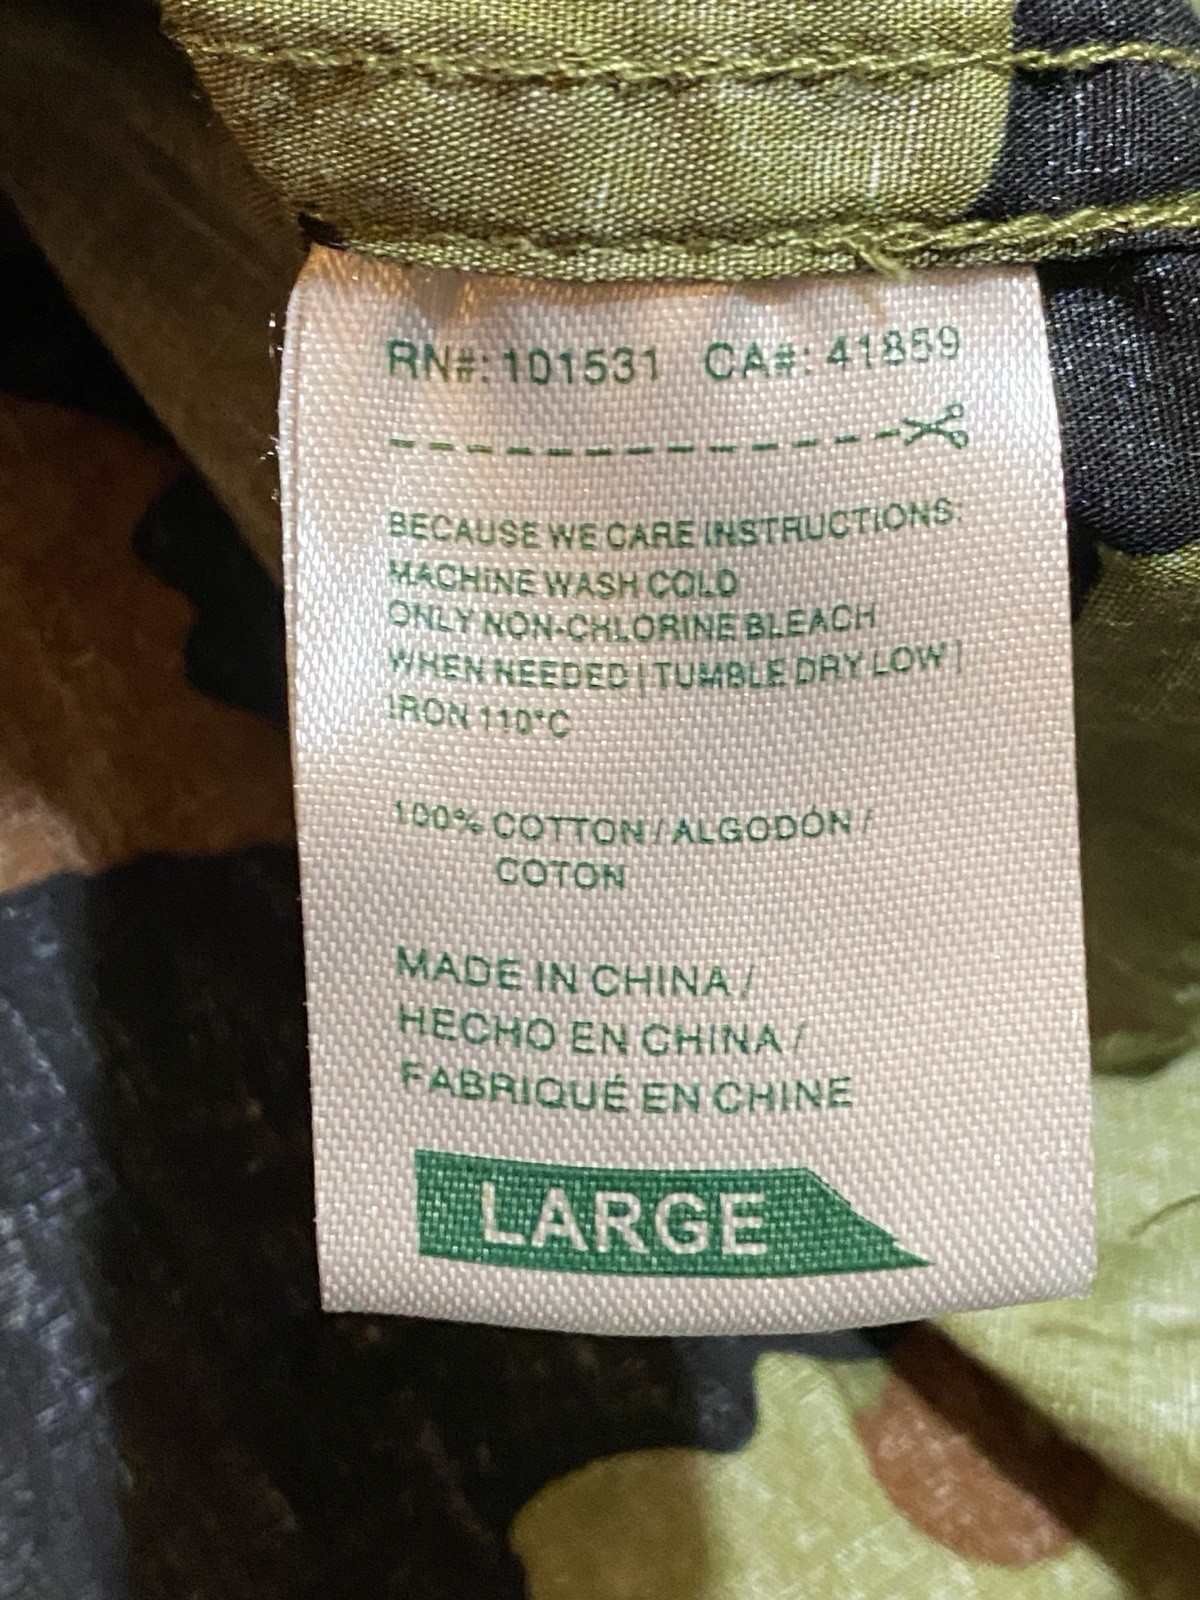 RN#: 101531 CA#: 41859
BECAUSE WE CARE INSTRUCTIONS:
MACHINE WASH COLD
ONLY NON-CHLORINE BLEACH
WHEN NEEDED | TUMBLE DRY LOW |
IRON 110°C
100% COTTON / ALGODÓN /
COTON
MADE IN CHINA /
HECHO EN CHINA /
FABRIQUÉ EN CHINE
LARGE